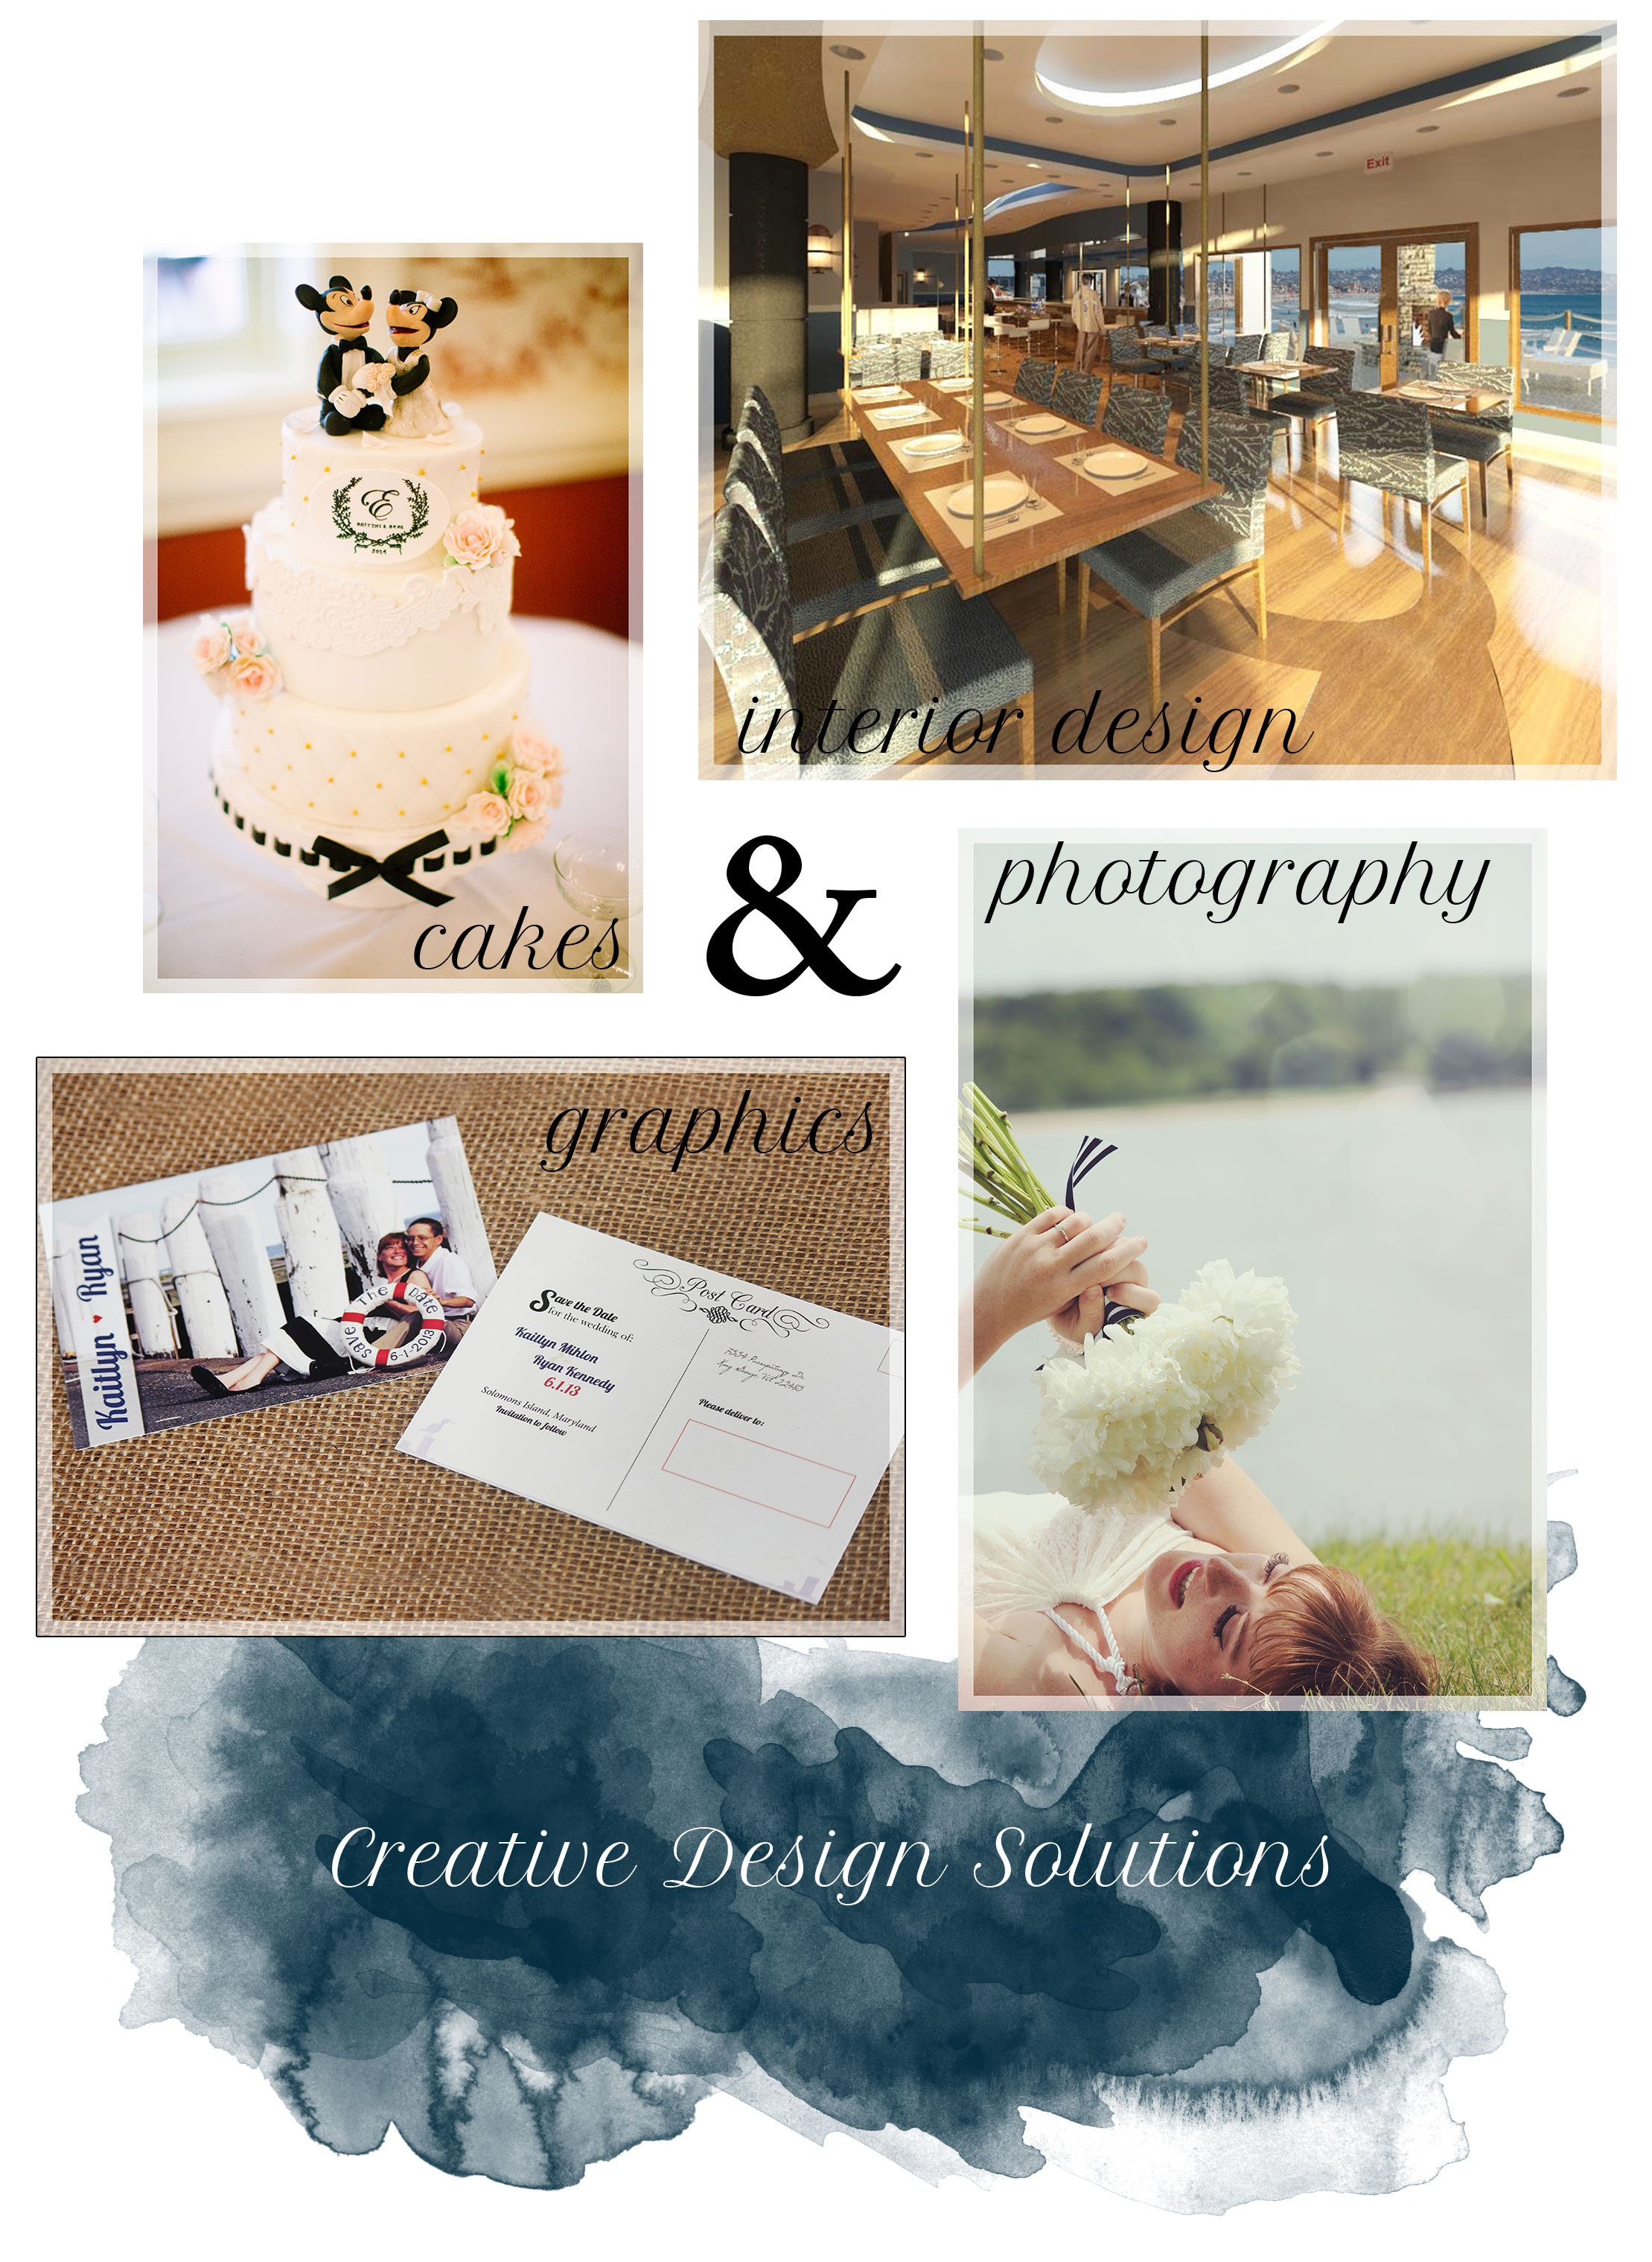 Exit
interior design
E
2014
cakes
&
photography
graphics
Kaitlyn ♥ Ryan
Save The Date
6-1-2013
Post Card
Save the Date
for the wedding of:
Kaitlyn Mihlon
Ryan Kennedy
6.1.13
Solomons Island, Maryland
Invitation to follow
Please deliver to:
Creative Design Solutions